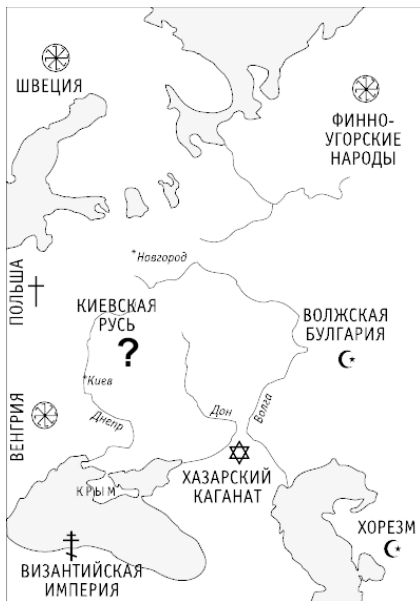 ШВЕЦИЯ
ФИННО-
УГОРСКИЕ
НАРОДЫ
Новгород
ПОЛЬША
КИЕВСКАЯ
РУСЬ
?
ВОЛЖСКАЯ
БУЛГАРИЯ
Киев
Днепр
Дон
Волга
ВЕНГРИЯ
ХАЗАРСКИЙ
КАГАНАТ
КРЫМ
ХОРЕЗМ
ВИЗАНТИЙСКАЯ
ИМПЕРИЯ